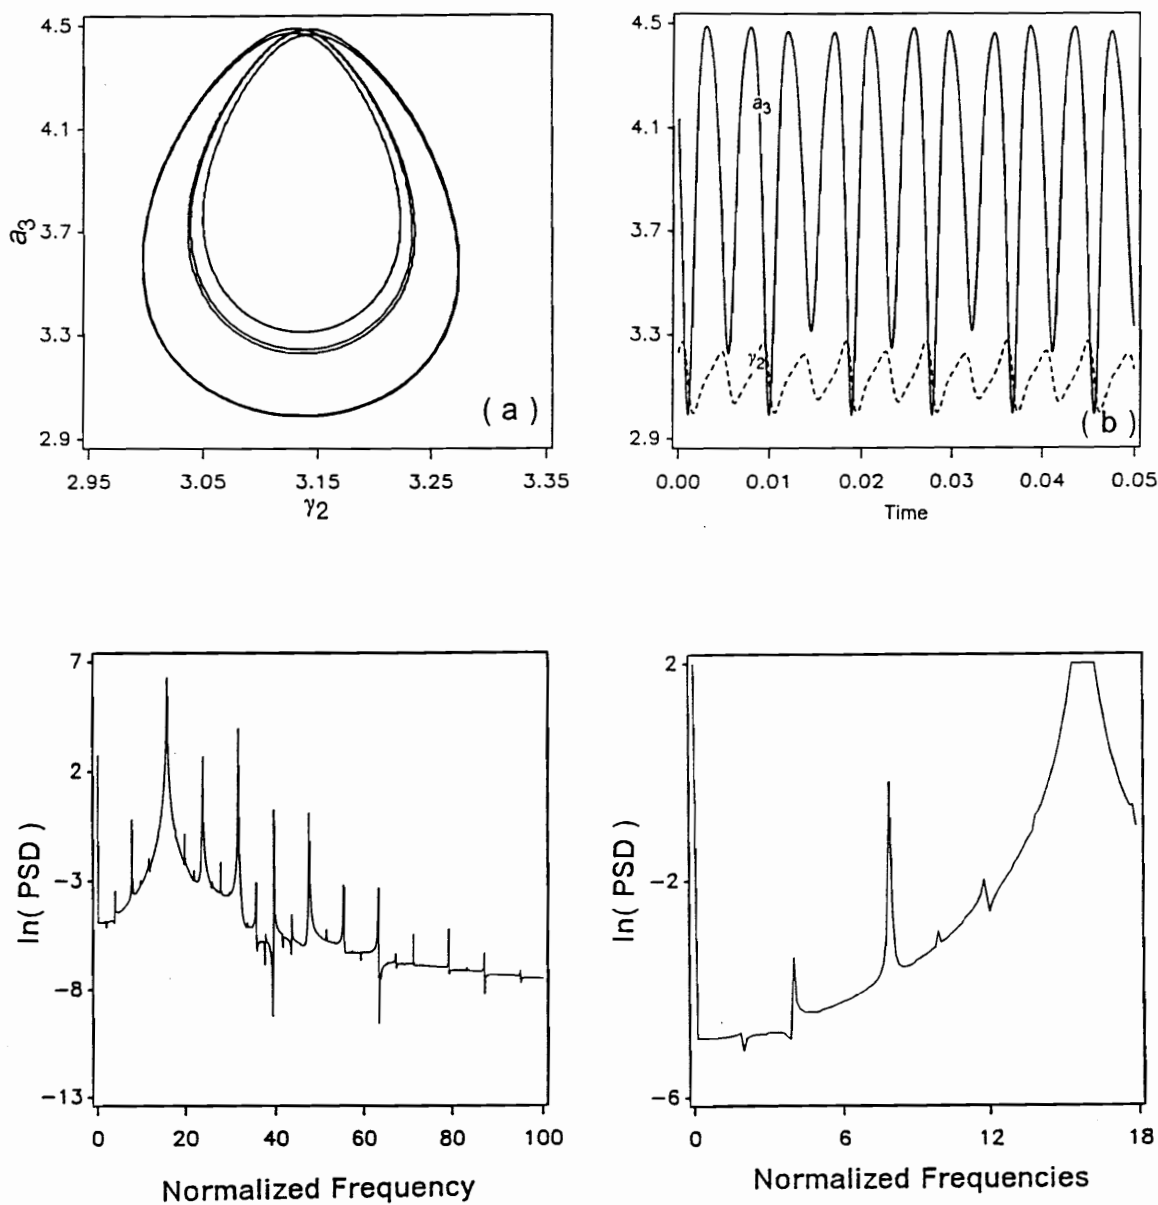 4.5
4.1
3.7
3.3
2.9
a3
( a )
2.95 3.05 3.15 3.25 3.35
γ2
4.5
4.1
3.7
3.3
2.9
a3
γ2
( b )
0.00 0.01 0.02 0.03 0.04 0.05
Time
7
2
−3
−8
−13
ln( PSD )
0 20 40 60 80 100
Normalized Frequency
2
−2
−6
ln( PSD )
0 6 12 18
Normalized Frequencies